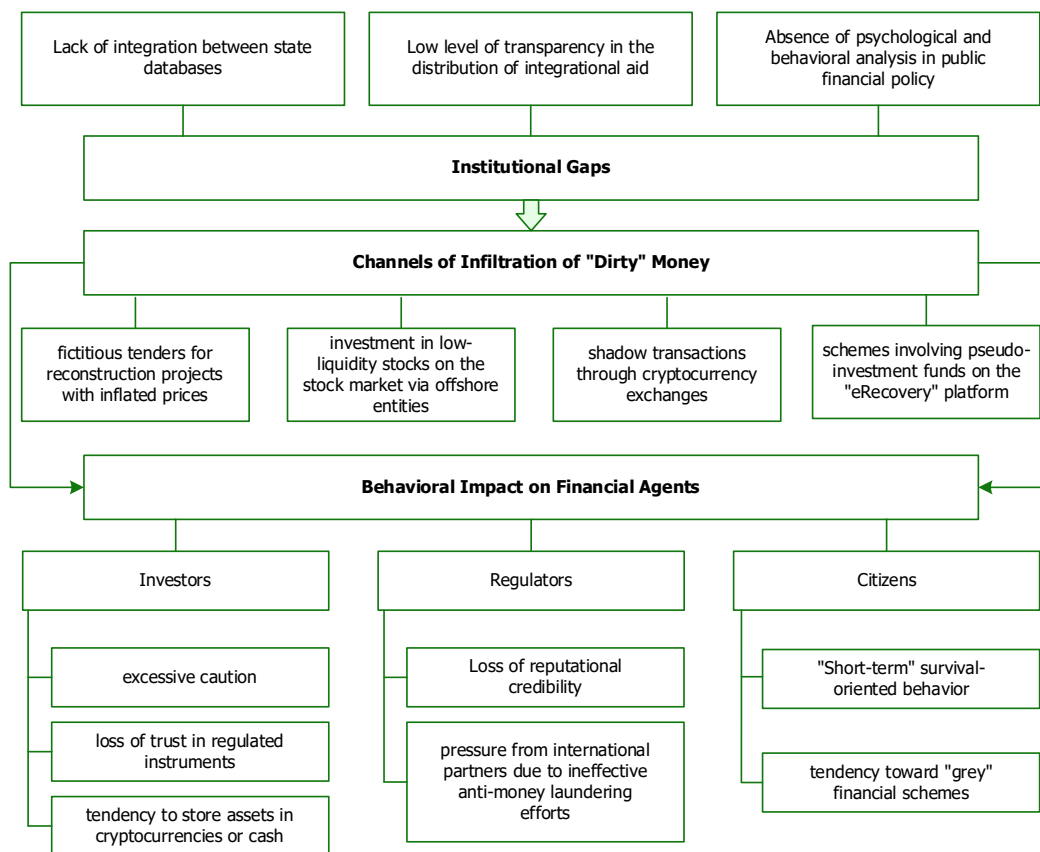 Lack of integration between state
databases
Low level of transparency in the
distribution of integrational aid
Absence of psychological and
behavioral analysis in public
financial policy
Institutional Gaps
Channels of Infiltration of "Dirty" Money
fictitious tenders for
reconstruction projects
with inflated prices
investment in low-
liquidity stocks on the
stock market via offshore
entities
shadow transactions
through cryptocurrency
exchanges
schemes involving pseudo-
investment funds on the
"eRecovery" platform
Behavioral Impact on Financial Agents
Investors
excessive caution
loss of trust in regulated
instruments
tendency to store assets in
cryptocurrencies or cash
Regulators
Loss of reputational
credibility
pressure from international
partners due to ineffective
anti-money laundering
efforts
Citizens
"Short-term" survival-
oriented behavior
tendency toward "grey"
financial schemes